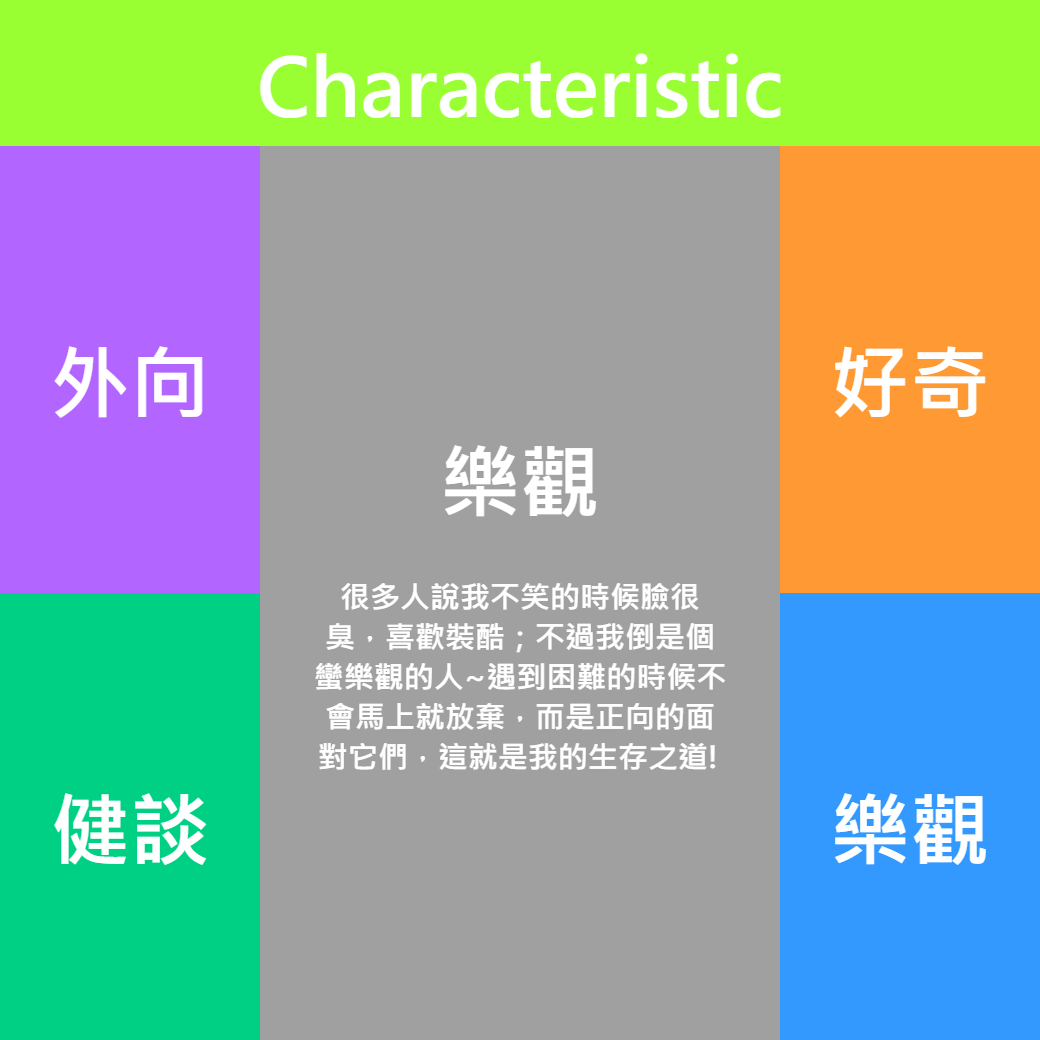 Characteristic
外向
好奇
樂觀
很多人說我不笑的時候臉很
臭，喜歡裝酷；不過我倒是個
蠻樂觀的人~遇到困難的時候不
會馬上就放棄，而是正向的面
對它們，這就是我的生存之道!
健談
樂觀